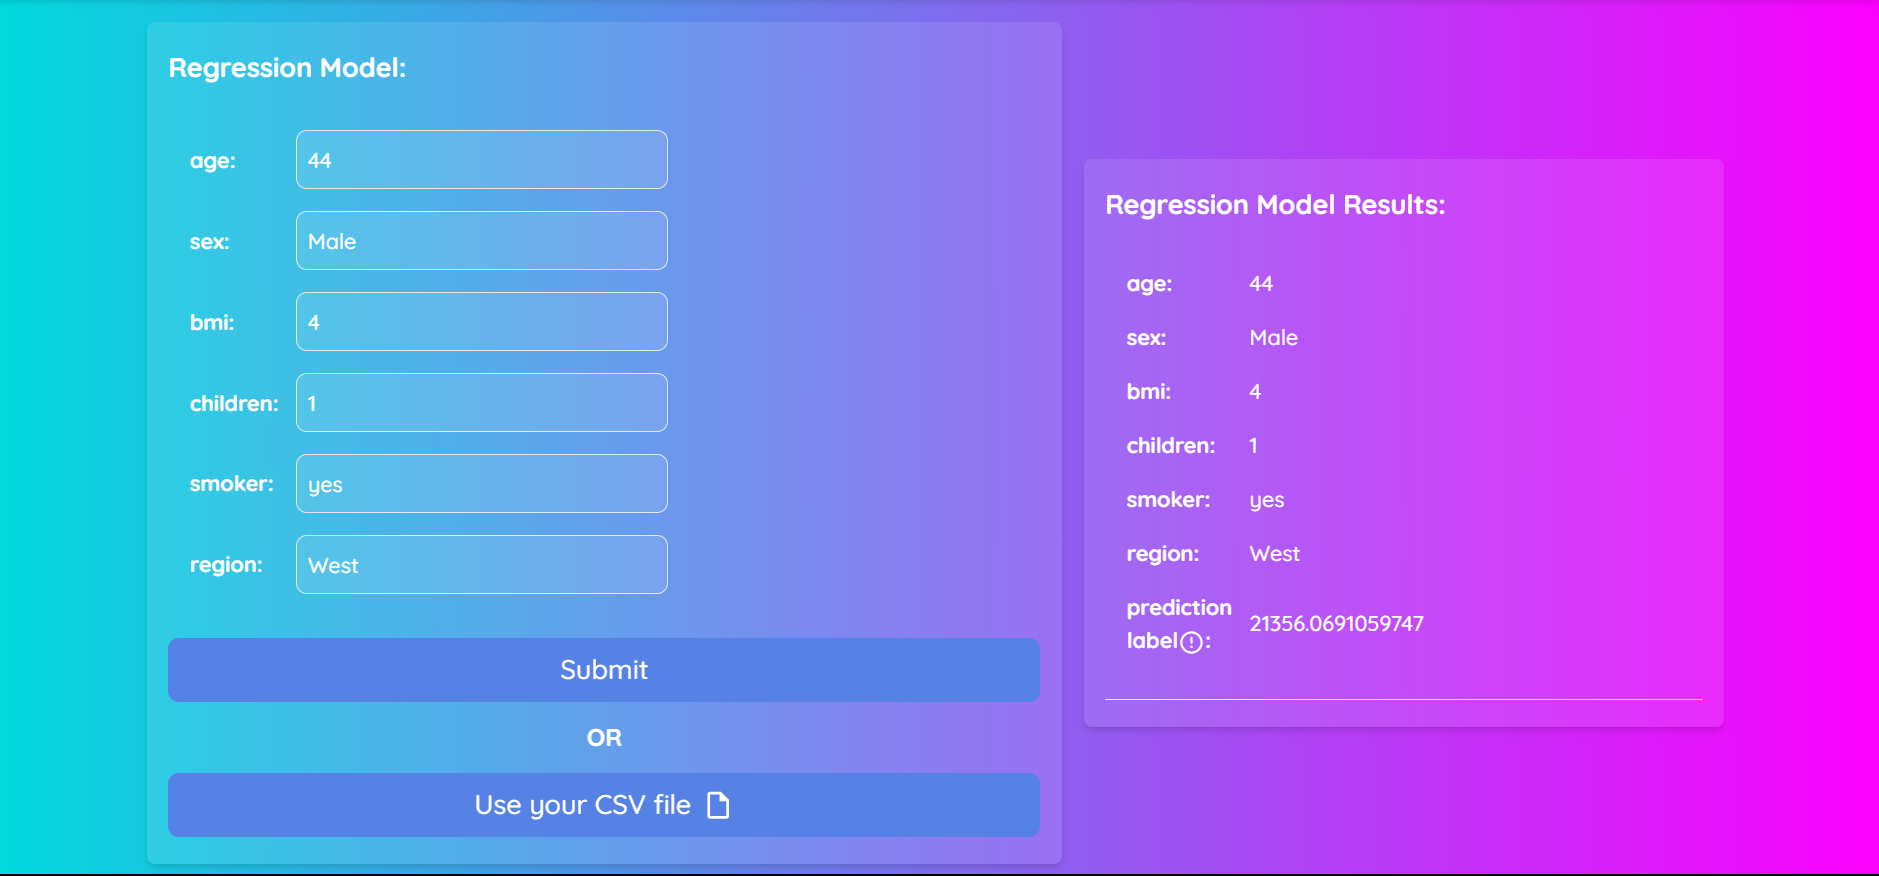 Regression Model:
age: 44
sex: Male
bmi: 4
children: 1
smoker: yes
region: West
Submit
OR
Use your CSV file
Regression Model Results:
age: 44
sex: Male
bmi: 4
children: 1
smoker: yes
region: West
prediction
label: 21356.0691059747